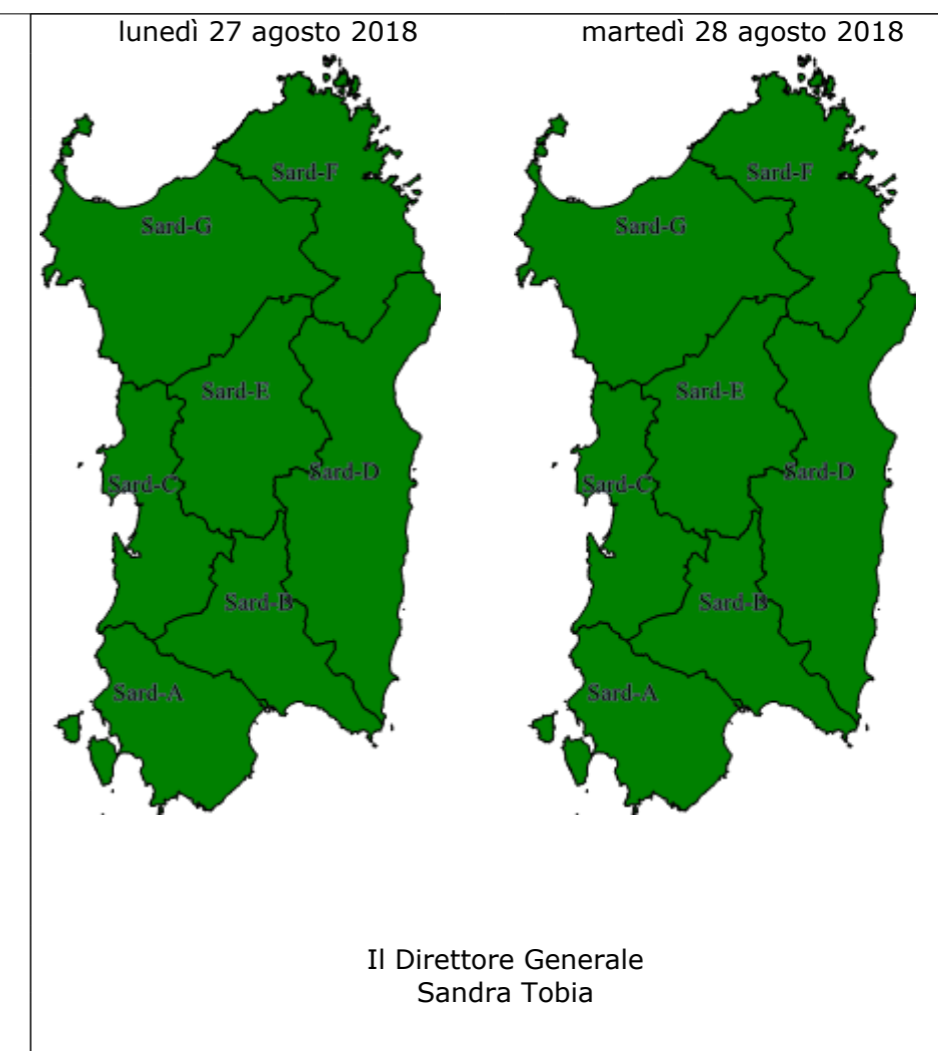 lunedì 27 agosto 2018
martedì 28 agosto 2018
Sard-F
Sard-G
Sard-E
Sard-D
Sard-C
Sard-B
Sard-A
Sard-F
Sard-G
Sard-E
Sard-D
Sard-C
Sard-B
Sard-A
Il Direttore Generale
Sandra Tobia